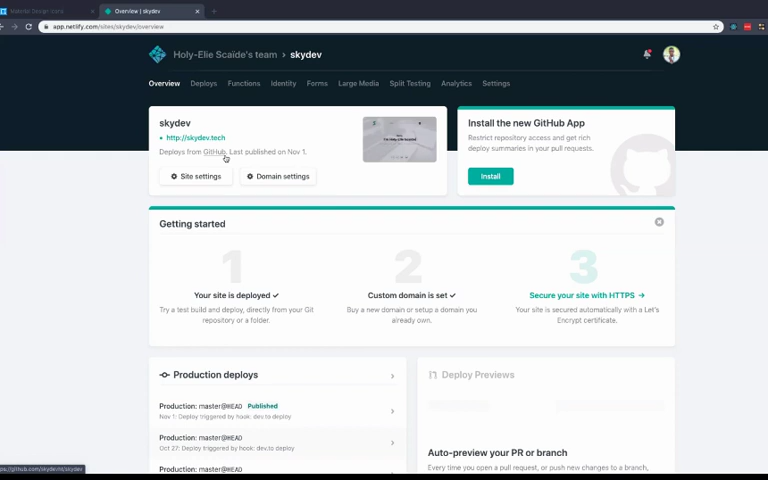 Material Design Icons
Overview | skydev
app.netlify.com/sites/skydev/overview
Holy-Elie Scaïde's team > skydev
Overview Deploys Functions Identity Forms Large Media Split Testing Analytics Settings
skydev
http://skydev.tech
Deploys from GitHub. Last published on Nov 1.
Site settings
Domain settings
Install the new GitHub App
Restrict repository access and get rich
deploy summaries in your pull requests.
Install
Getting started
1
Your site is deployed ✓
Try a test build and deploy, directly from your Git
repository or a folder.
2
Custom domain is set ✓
Buy a new domain or setup a domain you
already own.
3
Secure your site with HTTPS →
Your site is secured automatically with a Let's
Encrypt certificate.
Production deploys
Production: master@HEAD Published
Nov 1: Deploy triggered by hook: dev.to deploy
Production: master@HEAD
Oct 27: Deploy triggered by hook: dev.to deploy
Production: master@HEAD
Deploy Previews
Auto-preview your PR or branch
Every time you open a pull request, or push new changes to a branch,